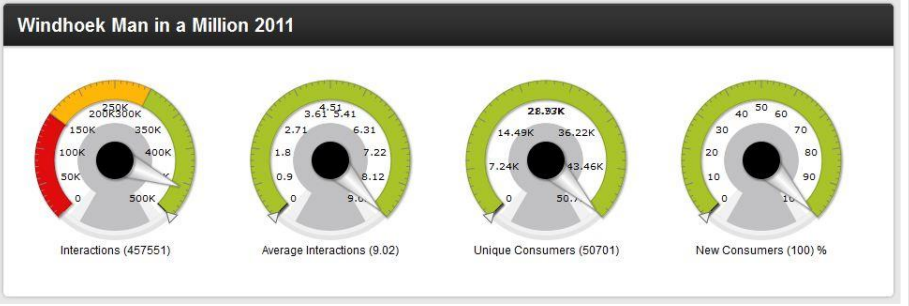 Windhoek Man in a Million 2011
250K
200K 300K
150K 350K
100K 400K
50K
0 500K
4.51
3.61 5.41
2.71 6.31
1.8 7.22
0.9 8.12
0
14.49K 36.22K
7.24K 43.46K
0
50
40 60
30 70
20 80
10 90
0
Interactions (457551)
Average Interactions (9.02)
Unique Consumers (50701)
New Consumers (100) %